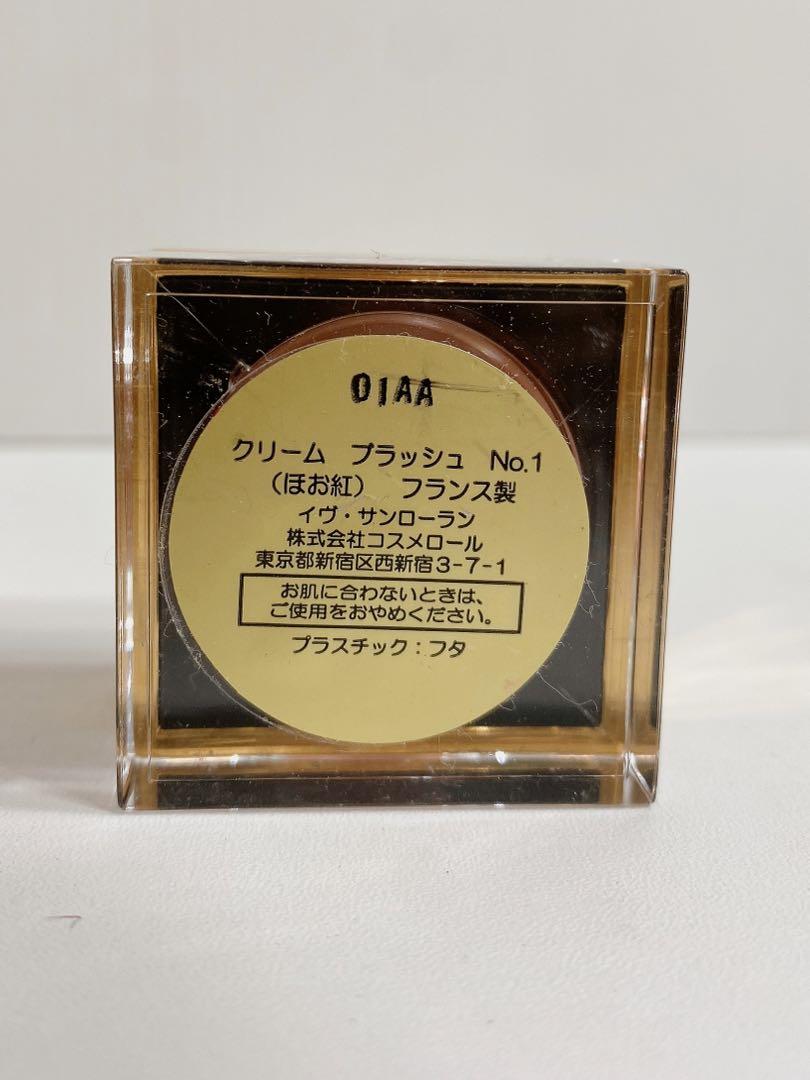 01AA
クリーム ブラッシュ No.1
（ほお紅） フランス製
イヴ・サンローラン
株式会社コスメロール
東京都新宿区西新宿3-7-1
お肌に合わないときは、
ご使用をおやめください。
プラスチック：フタ